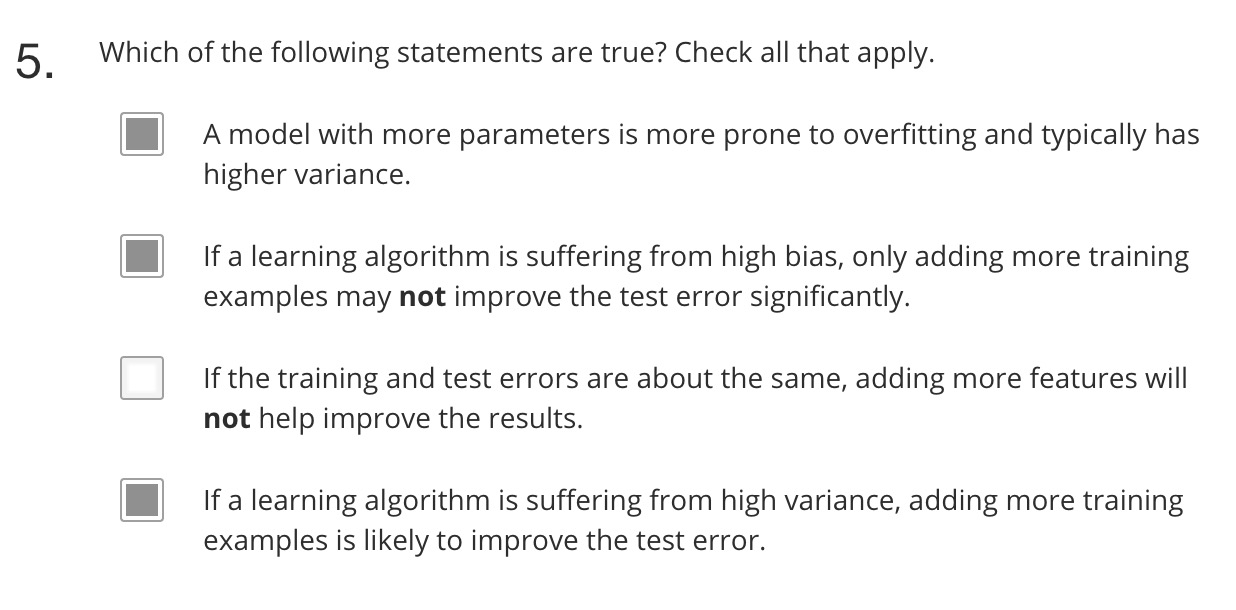 5. Which of the following statements are true? Check all that apply.
A model with more parameters is more prone to overfitting and typically has
higher variance.
If a learning algorithm is suffering from high bias, only adding more training
examples may not improve the test error significantly.
If the training and test errors are about the same, adding more features will
not help improve the results.
If a learning algorithm is suffering from high variance, adding more training
examples is likely to improve the test error.